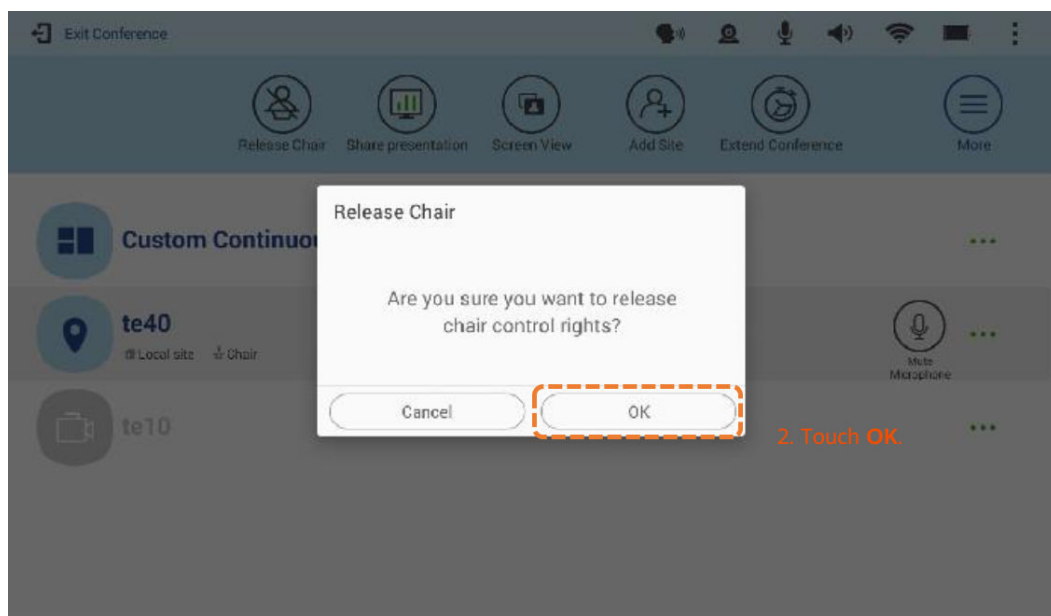 Exit Conference
Release Chair
Share presentation
Screen View
Add Site
Extend Conference
More
Release Chair
Are you sure you want to release
chair control rights?
Cancel
OK
2. Touch OK.
Custom Continuou
te40
Local site
Chair
Mute
Microphone
te10